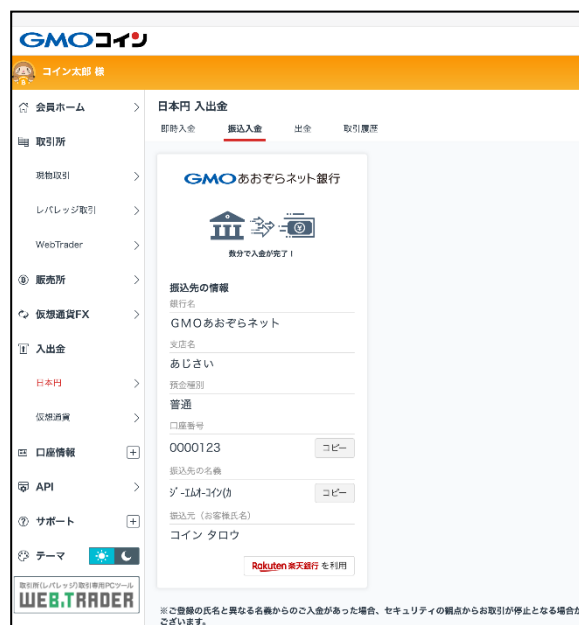 GMOコイン
コイン太郎 様
会員ホーム
取引所
現物取引
レバレッジ取引
WebTrader
販売所
仮想通貨FX
入出金
日本円
仮想通貨
口座情報
API
サポート
テーマ
取引所(レバレッジ)取引専用PCツール
WEBTRADER
日本円 入出金
即時入金 振込入金 出金 取引履歴
GMOあおぞらネット銀行
数分で入金が完了！
振込先の情報
銀行名
GMOあおぞらネット
支店名
あじさい
預金種別
普通
口座番号
0000123 コピー
振込先の名義
ジﾞ-エムオ-コイン(カ コピー
振込元（お客様氏名）
コイン タロウ
Rakuten 楽天銀行 を利用
※ご登録の氏名と異なる名義からのご入金があった場合、セキュリティの観点からお取引が停止となる場合が
ございます。